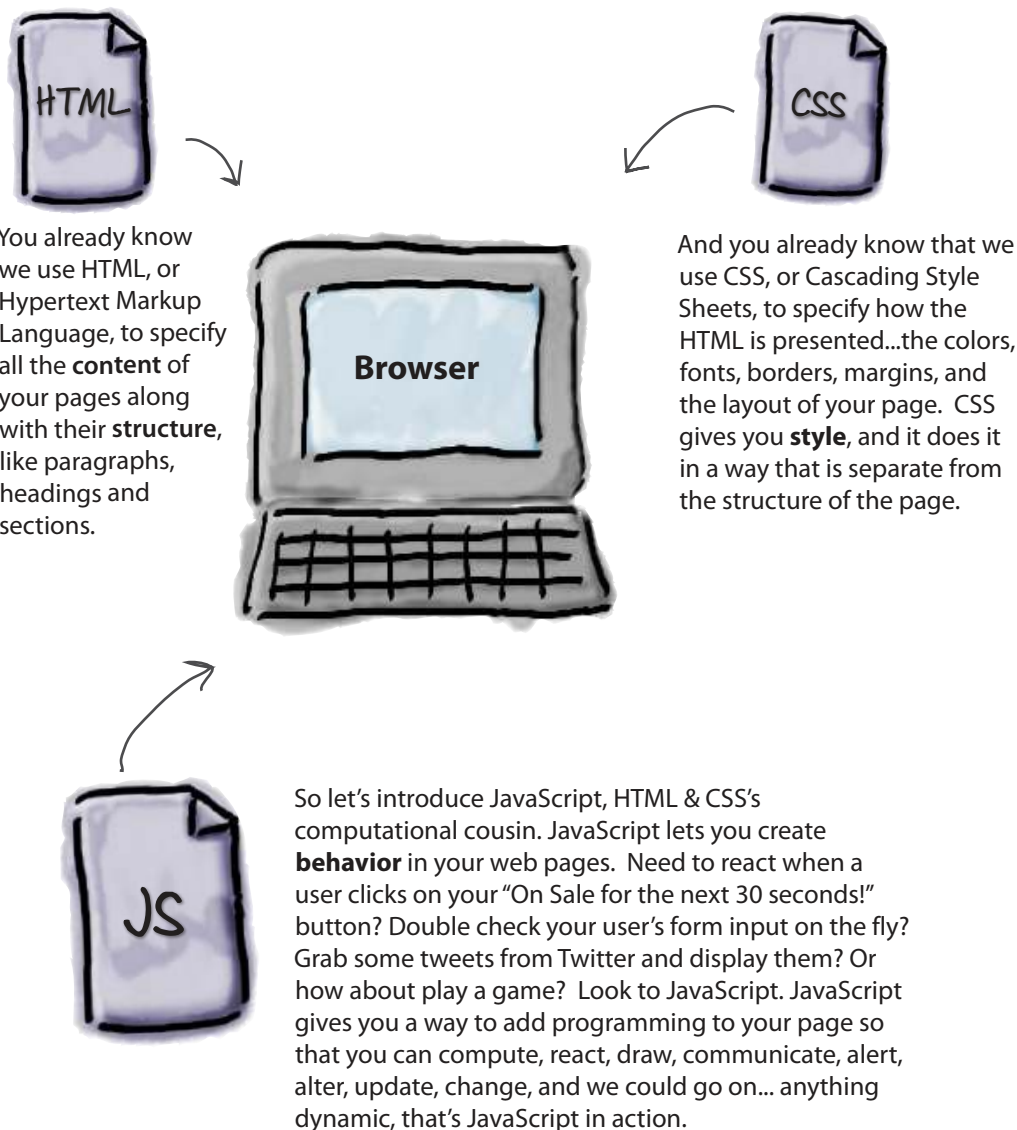 HTML
CSS
You already know
we use HTML, or
Hypertext Markup
Language, to specify
all the content of
your pages along
with their structure,
like paragraphs,
headings and
sections.
Browser
And you already know that we
use CSS, or Cascading Style
Sheets, to specify how the
HTML is presented...the colors,
fonts, borders, margins, and
the layout of your page.  CSS
gives you style, and it does it
in a way that is separate from
the structure of the page.
JS
So let's introduce JavaScript, HTML & CSS's
computational cousin. JavaScript lets you create
behavior in your web pages.  Need to react when a
user clicks on your “On Sale for the next 30 seconds!”
button? Double check your user's form input on the fly?
Grab some tweets from Twitter and display them? Or
how about play a game?  Look to JavaScript. JavaScript
gives you a way to add programming to your page so
that you can compute, react, draw, communicate, alert,
alter, update, change, and we could go on... anything
dynamic, that's JavaScript in action.